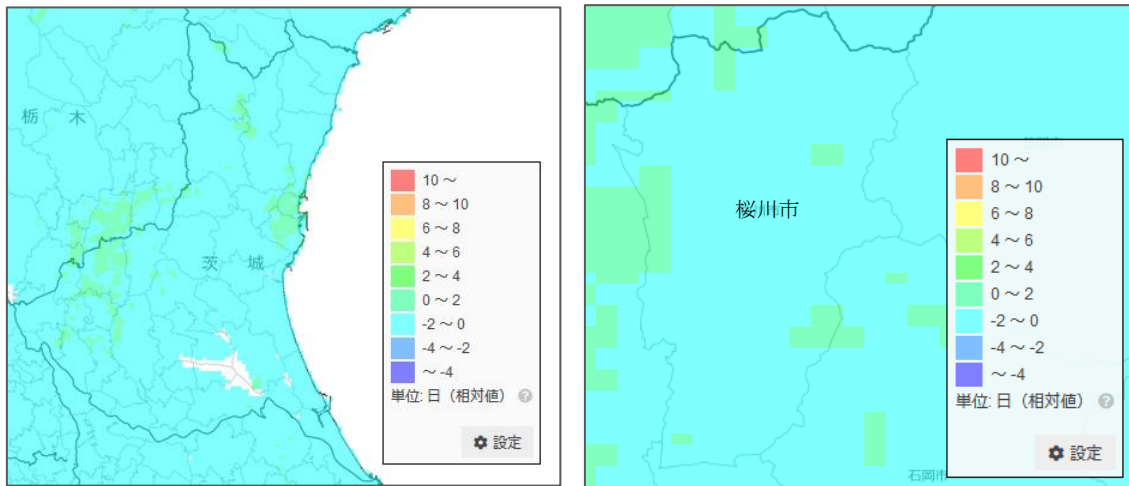 栃 木
茨 城
10 ～
8 ～ 10
6 ～ 8
4 ～ 6
2 ～ 4
0 ～ 2
-2 ～ 0
-4 ～ -2
～ -4
単位: 日（相対値） ?
設定
桜川市
石岡市
10 ～
8 ～ 10
6 ～ 8
4 ～ 6
2 ～ 4
0 ～ 2
-2 ～ 0
-4 ～ -2
～ -4
単位: 日（相対値） ?
設定